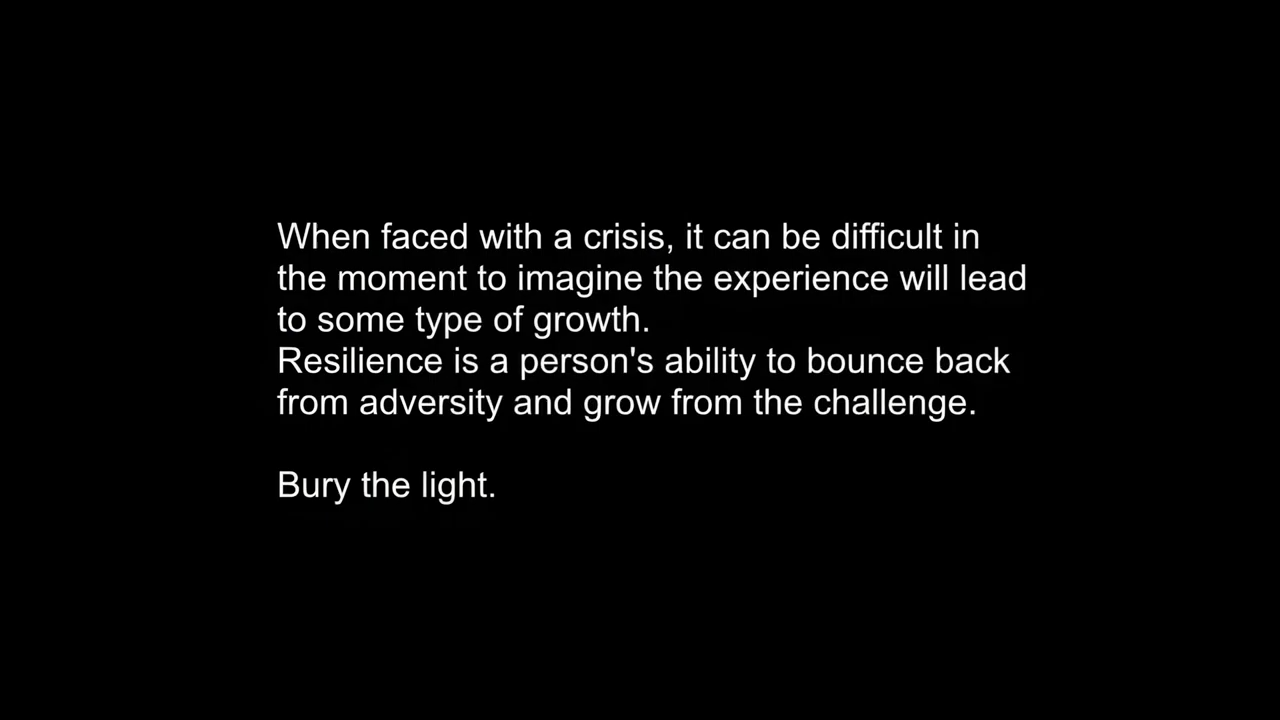 When faced with a crisis, it can be difficult in
the moment to imagine the experience will lead
to some type of growth.
Resilience is a person's ability to bounce back
from adversity and grow from the challenge.
Bury the light.